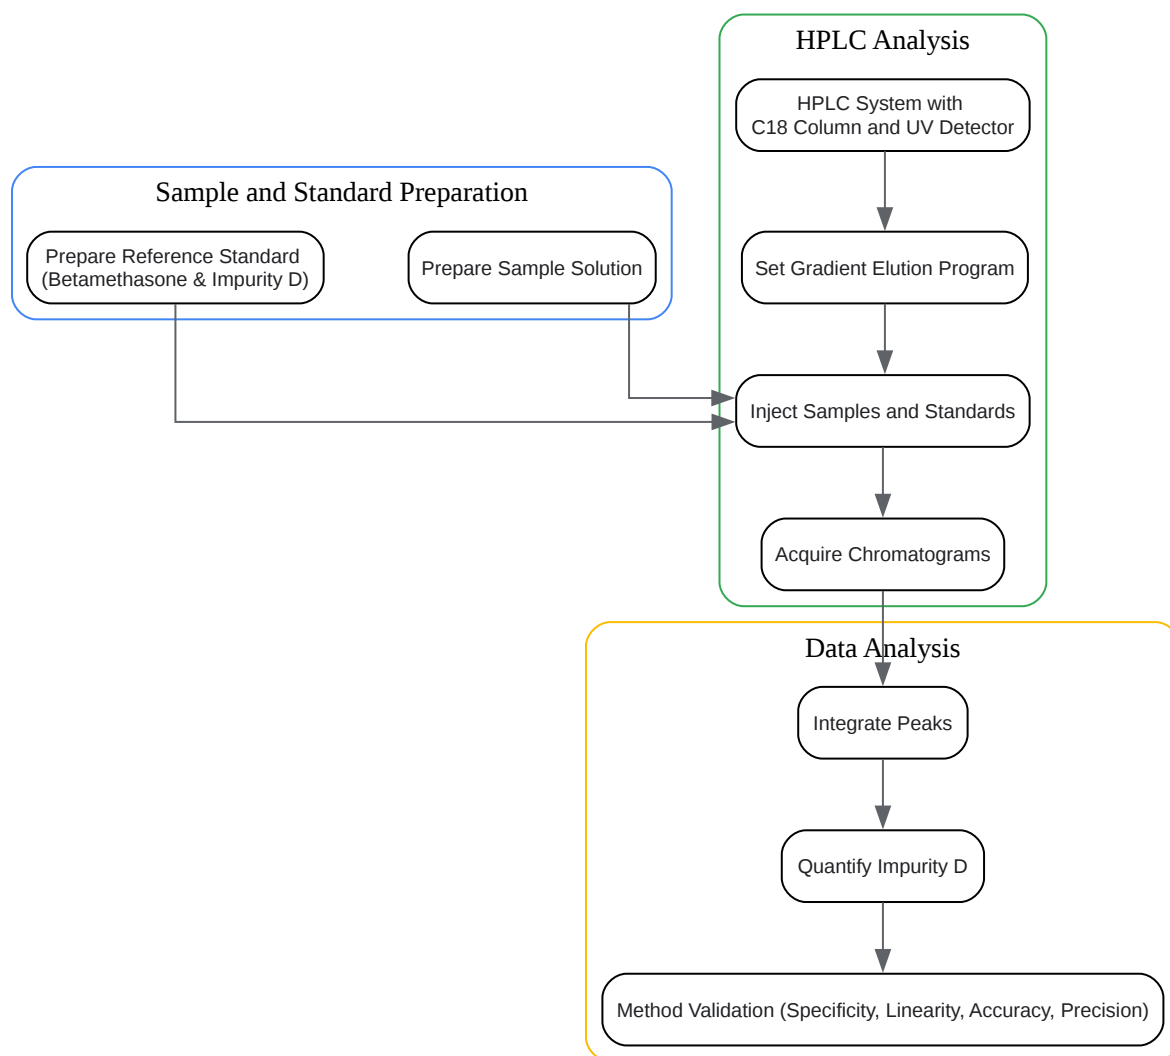 HPLC Analysis
HPLC System with
C18 Column and UV Detector
Sample and Standard Preparation
Prepare Reference Standard
(Betamethasone & Impurity D)
Prepare Sample Solution
Set Gradient Elution Program
Inject Samples and Standards
Acquire Chromatograms
Data Analysis
Integrate Peaks
Quantify Impurity D
Method Validation (Specificity, Linearity, Accuracy, Precision)